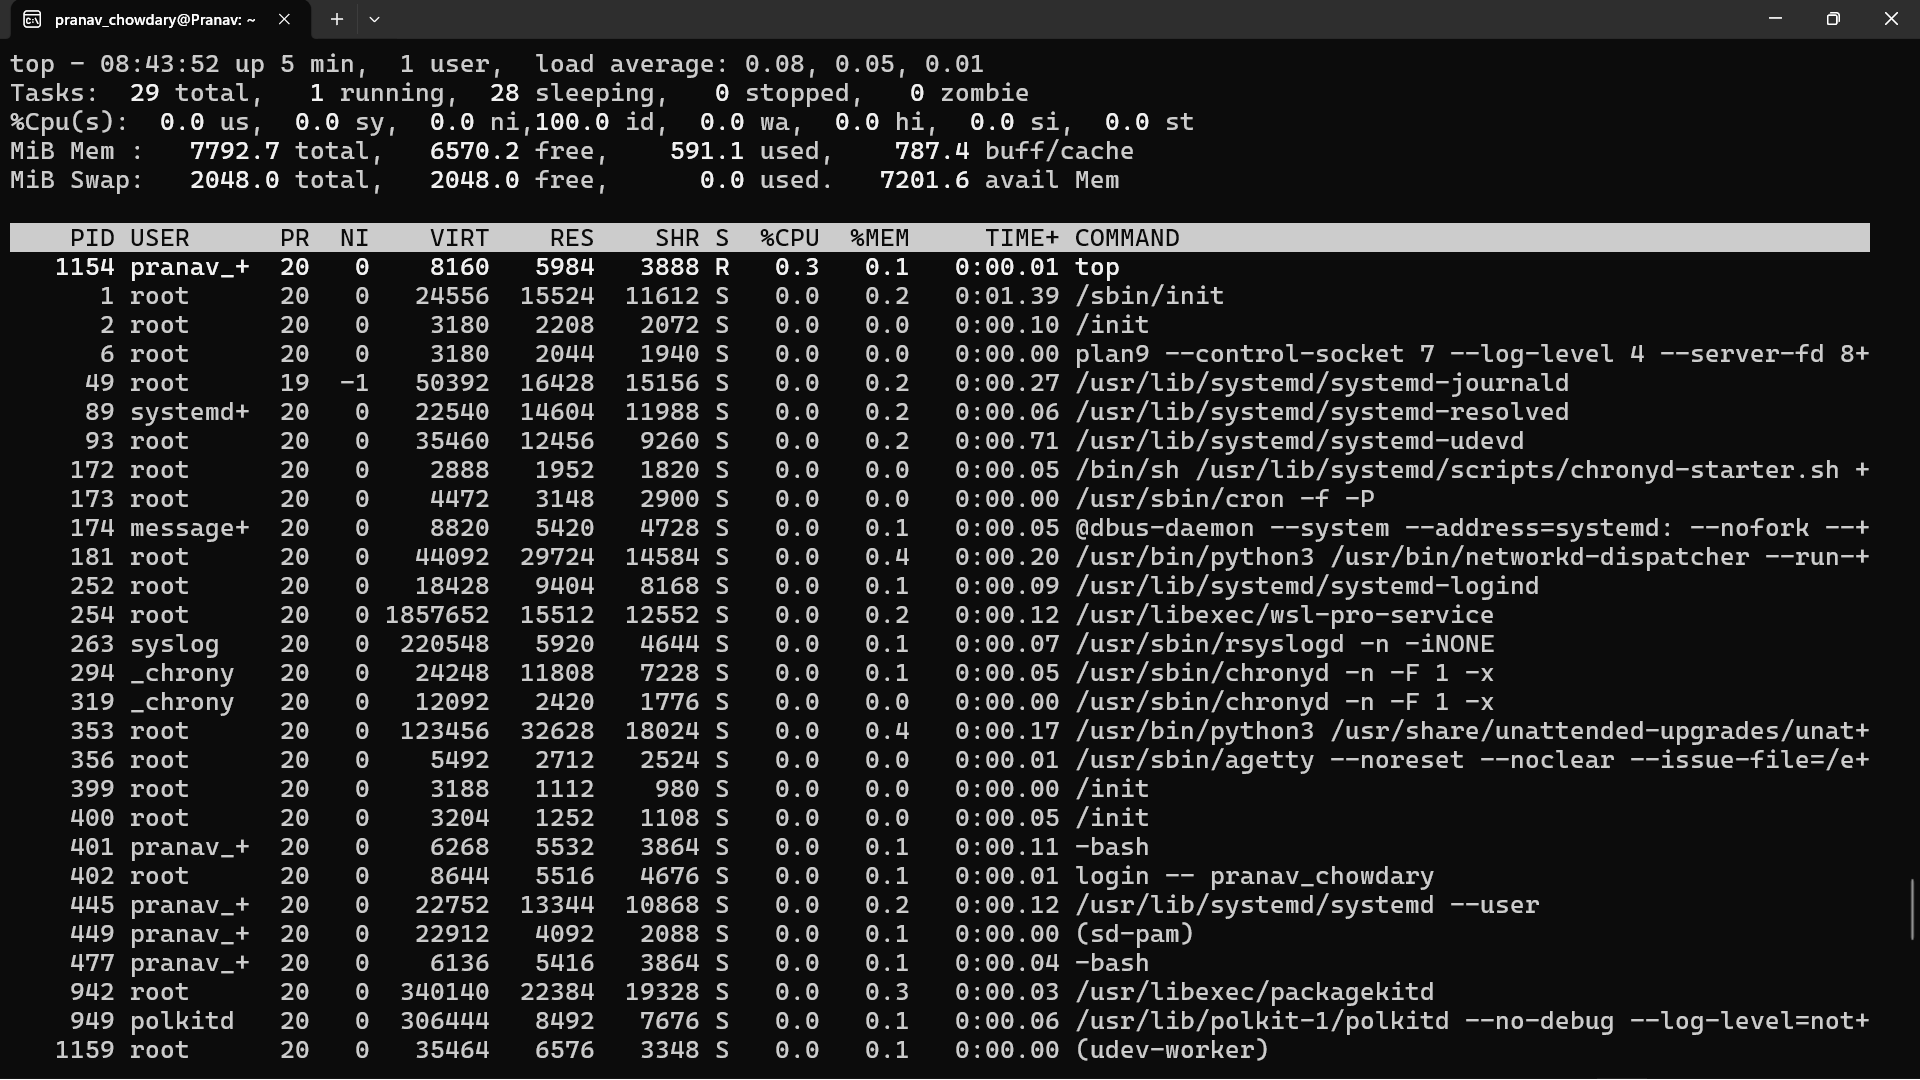 pranav_chowdary@Pranav: ~
top - 08:43:52 up 5 min,  1 user,  load average: 0.08, 0.05, 0.01
Tasks:  29 total,   1 running,  28 sleeping,   0 stopped,   0 zombie
%Cpu(s):  0.0 us,  0.0 sy,  0.0 ni,100.0 id,  0.0 wa,  0.0 hi,  0.0 si,  0.0 st
MiB Mem :   7792.7 total,   6570.2 free,    591.1 used,    787.4 buff/cache
MiB Swap:   2048.0 total,   2048.0 free,      0.0 used.   7201.6 avail Mem
    PID USER      PR  NI    VIRT    RES    SHR S  %CPU  %MEM     TIME+ COMMAND
   1154 pranav_+  20   0    8160   5984   3888 R   0.3   0.1   0:00.01 top
      1 root      20   0   24556  15524  11612 S   0.0   0.2   0:01.39 /sbin/init
      2 root      20   0    3180   2208   2072 S   0.0   0.0   0:00.10 /init
      6 root      20   0    3180   2044   1940 S   0.0   0.0   0:00.00 plan9 --control-socket 7 --log-level 4 --server-fd 8+
     49 root      19  -1   50392  16428  15156 S   0.0   0.2   0:00.27 /usr/lib/systemd/systemd-journald
     89 systemd+  20   0   22540  14604  11988 S   0.0   0.2   0:00.06 /usr/lib/systemd/systemd-resolved
     93 root      20   0   35460  12456   9260 S   0.0   0.2   0:00.71 /usr/lib/systemd/systemd-udevd
    172 root      20   0    2888   1952   1820 S   0.0   0.0   0:00.05 /bin/sh /usr/lib/systemd/scripts/chronyd-starter.sh +
    173 root      20   0    4472   3148   2900 S   0.0   0.0   0:00.00 /usr/sbin/cron -f -P
    174 message+  20   0    8820   5420   4728 S   0.0   0.1   0:00.05 @dbus-daemon --system --address=systemd: --nofork --+
    181 root      20   0   44092  29724  14584 S   0.0   0.4   0:00.20 /usr/bin/python3 /usr/bin/networkd-dispatcher --run-+
    252 root      20   0   18428   9404   8168 S   0.0   0.1   0:00.09 /usr/lib/systemd/systemd-logind
    254 root      20   0 1857652  15512  12552 S   0.0   0.2   0:00.12 /usr/libexec/wsl-pro-service
    263 syslog    20   0  220548   5920   4644 S   0.0   0.1   0:00.07 /usr/sbin/rsyslogd -n -iNONE
    294 _chrony   20   0   24248  11808   7228 S   0.0   0.1   0:00.05 /usr/sbin/chronyd -n -F 1 -x
    319 _chrony   20   0   12092   2420   1776 S   0.0   0.0   0:00.00 /usr/sbin/chronyd -n -F 1 -x
    353 root      20   0  123456  32628  18024 S   0.0   0.4   0:00.17 /usr/bin/python3 /usr/share/unattended-upgrades/unat+
    356 root      20   0    5492   2712   2524 S   0.0   0.0   0:00.01 /usr/sbin/agetty --noreset --noclear --issue-file=/e+
    399 root      20   0    3188   1112    980 S   0.0   0.0   0:00.00 /init
    400 root      20   0    3204   1252   1108 S   0.0   0.0   0:00.05 /init
    401 pranav_+  20   0    6268   5532   3864 S   0.0   0.1   0:00.11 -bash
    402 root      20   0    8644   5516   4676 S   0.0   0.1   0:00.01 login -- pranav_chowdary
    445 pranav_+  20   0   22752  13344  10868 S   0.0   0.2   0:00.12 /usr/lib/systemd/systemd --user
    449 pranav_+  20   0   22912   4092   2088 S   0.0   0.1   0:00.00 (sd-pam)
    477 pranav_+  20   0    6136   5416   3864 S   0.0   0.1   0:00.04 -bash
    942 root      20   0  340140  22384  19328 S   0.0   0.3   0:00.03 /usr/libexec/packagekitd
    949 polkitd   20   0  306444   8492   7676 S   0.0   0.1   0:00.06 /usr/lib/polkit-1/polkitd --no-debug --log-level=not+
   1159 root      20   0   35464   6576   3348 S   0.0   0.1   0:00.00 (udev-worker)